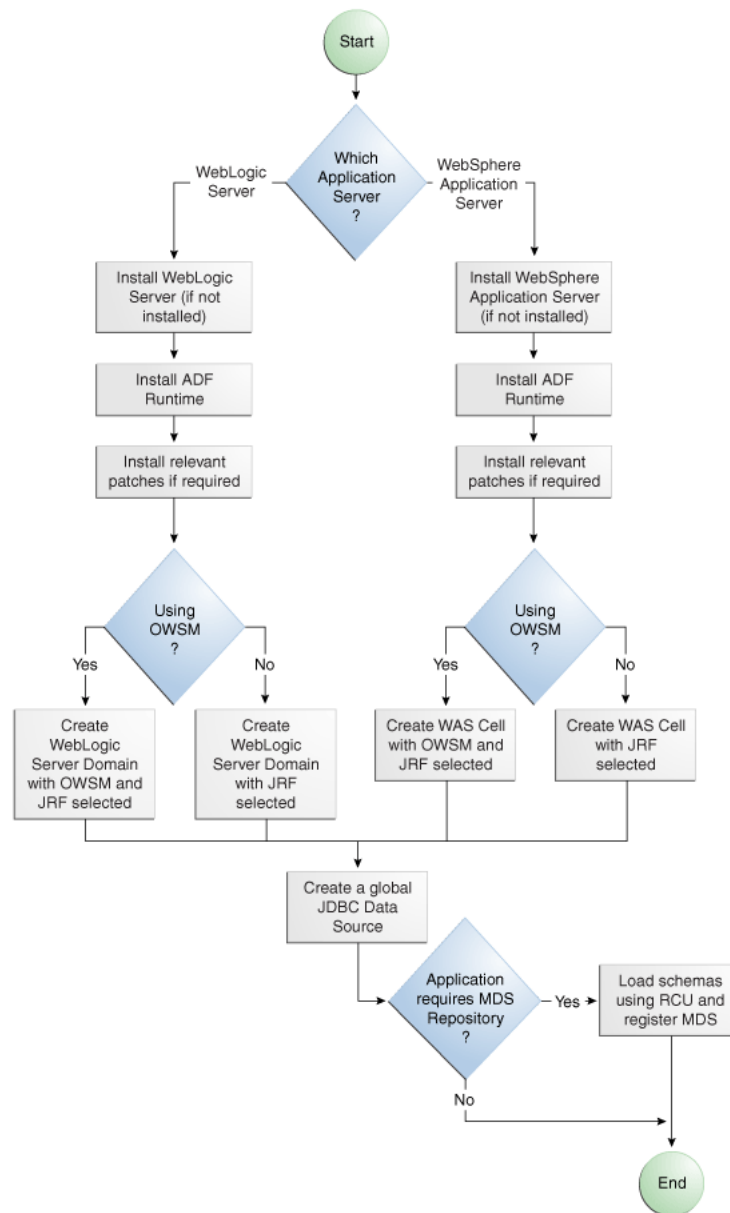 Start
Which
Application
Server
?
WebLogic
Server
WebSphere
Application
Server
Install WebLogic
Server (if not
installed)
Install ADF
Runtime
Install relevant
patches if required
Using
OWSM
?
Yes
No
Create
WebLogic
Server Domain
with OWSM and
JRF selected
Create
WebLogic
Server Domain
with JRF
selected
Install WebSphere
Application Server
(if not installed)
Install ADF
Runtime
Install relevant
patches if required
Using
OWSM
?
Yes
No
Create WAS Cell
with OWSM and
JRF selected
Create WAS Cell
with JRF
selected
Create a global
JDBC Data
Source
Application
requires MDS
Repository
?
Yes
Load schemas
using RCU and
register MDS
No
End